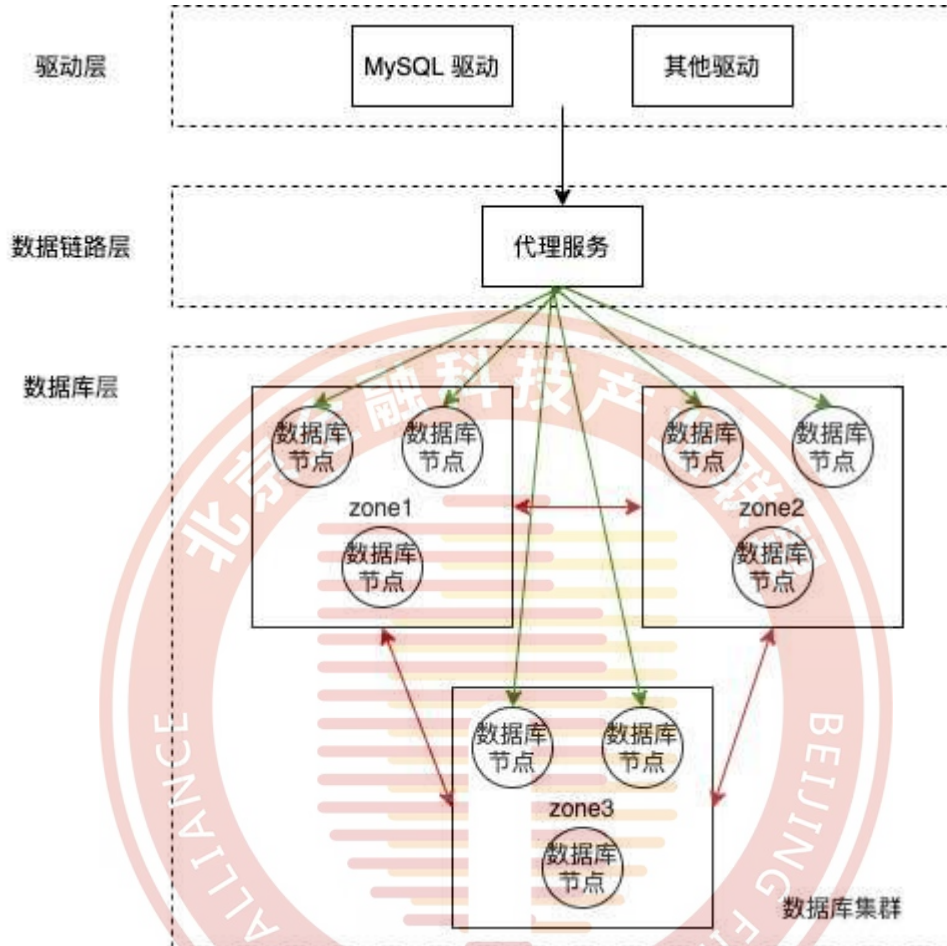 驱动层
MySQL 驱动
其他驱动
数据链路层
代理服务
数据库层
数据库
节点
数据库
节点
zone1
数据库
节点
数据库
节点
数据库
节点
zone2
数据库
节点
数据库
节点
数据库
节点
zone3
数据库
节点
数据库集群
北京金融科技产业联盟
ALLIANCE
BEIJING